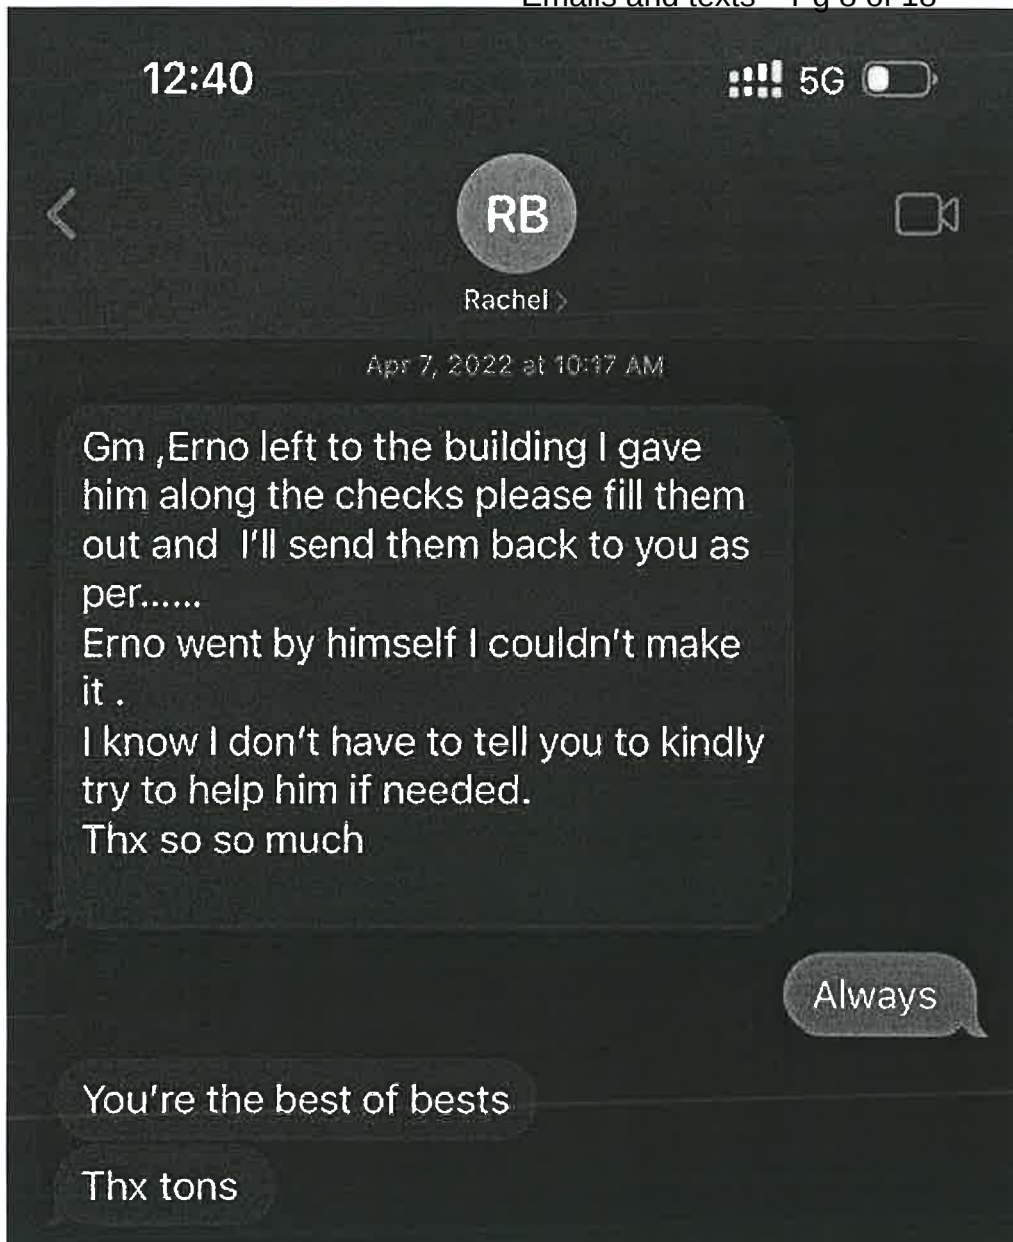 Emails and texts
12:40
5G
RB
Rachel >
Apr 7, 2022 at 10:17 AM
Gm ,Erno left to the building I gave
him along the checks please fill them
out and  I'll send them back to you as
per......
Erno went by himself I couldn't make
it .
I know I don't have to tell you to kindly
try to help him if needed.
Thx so so much
Always
You're the best of bests
Thx tons